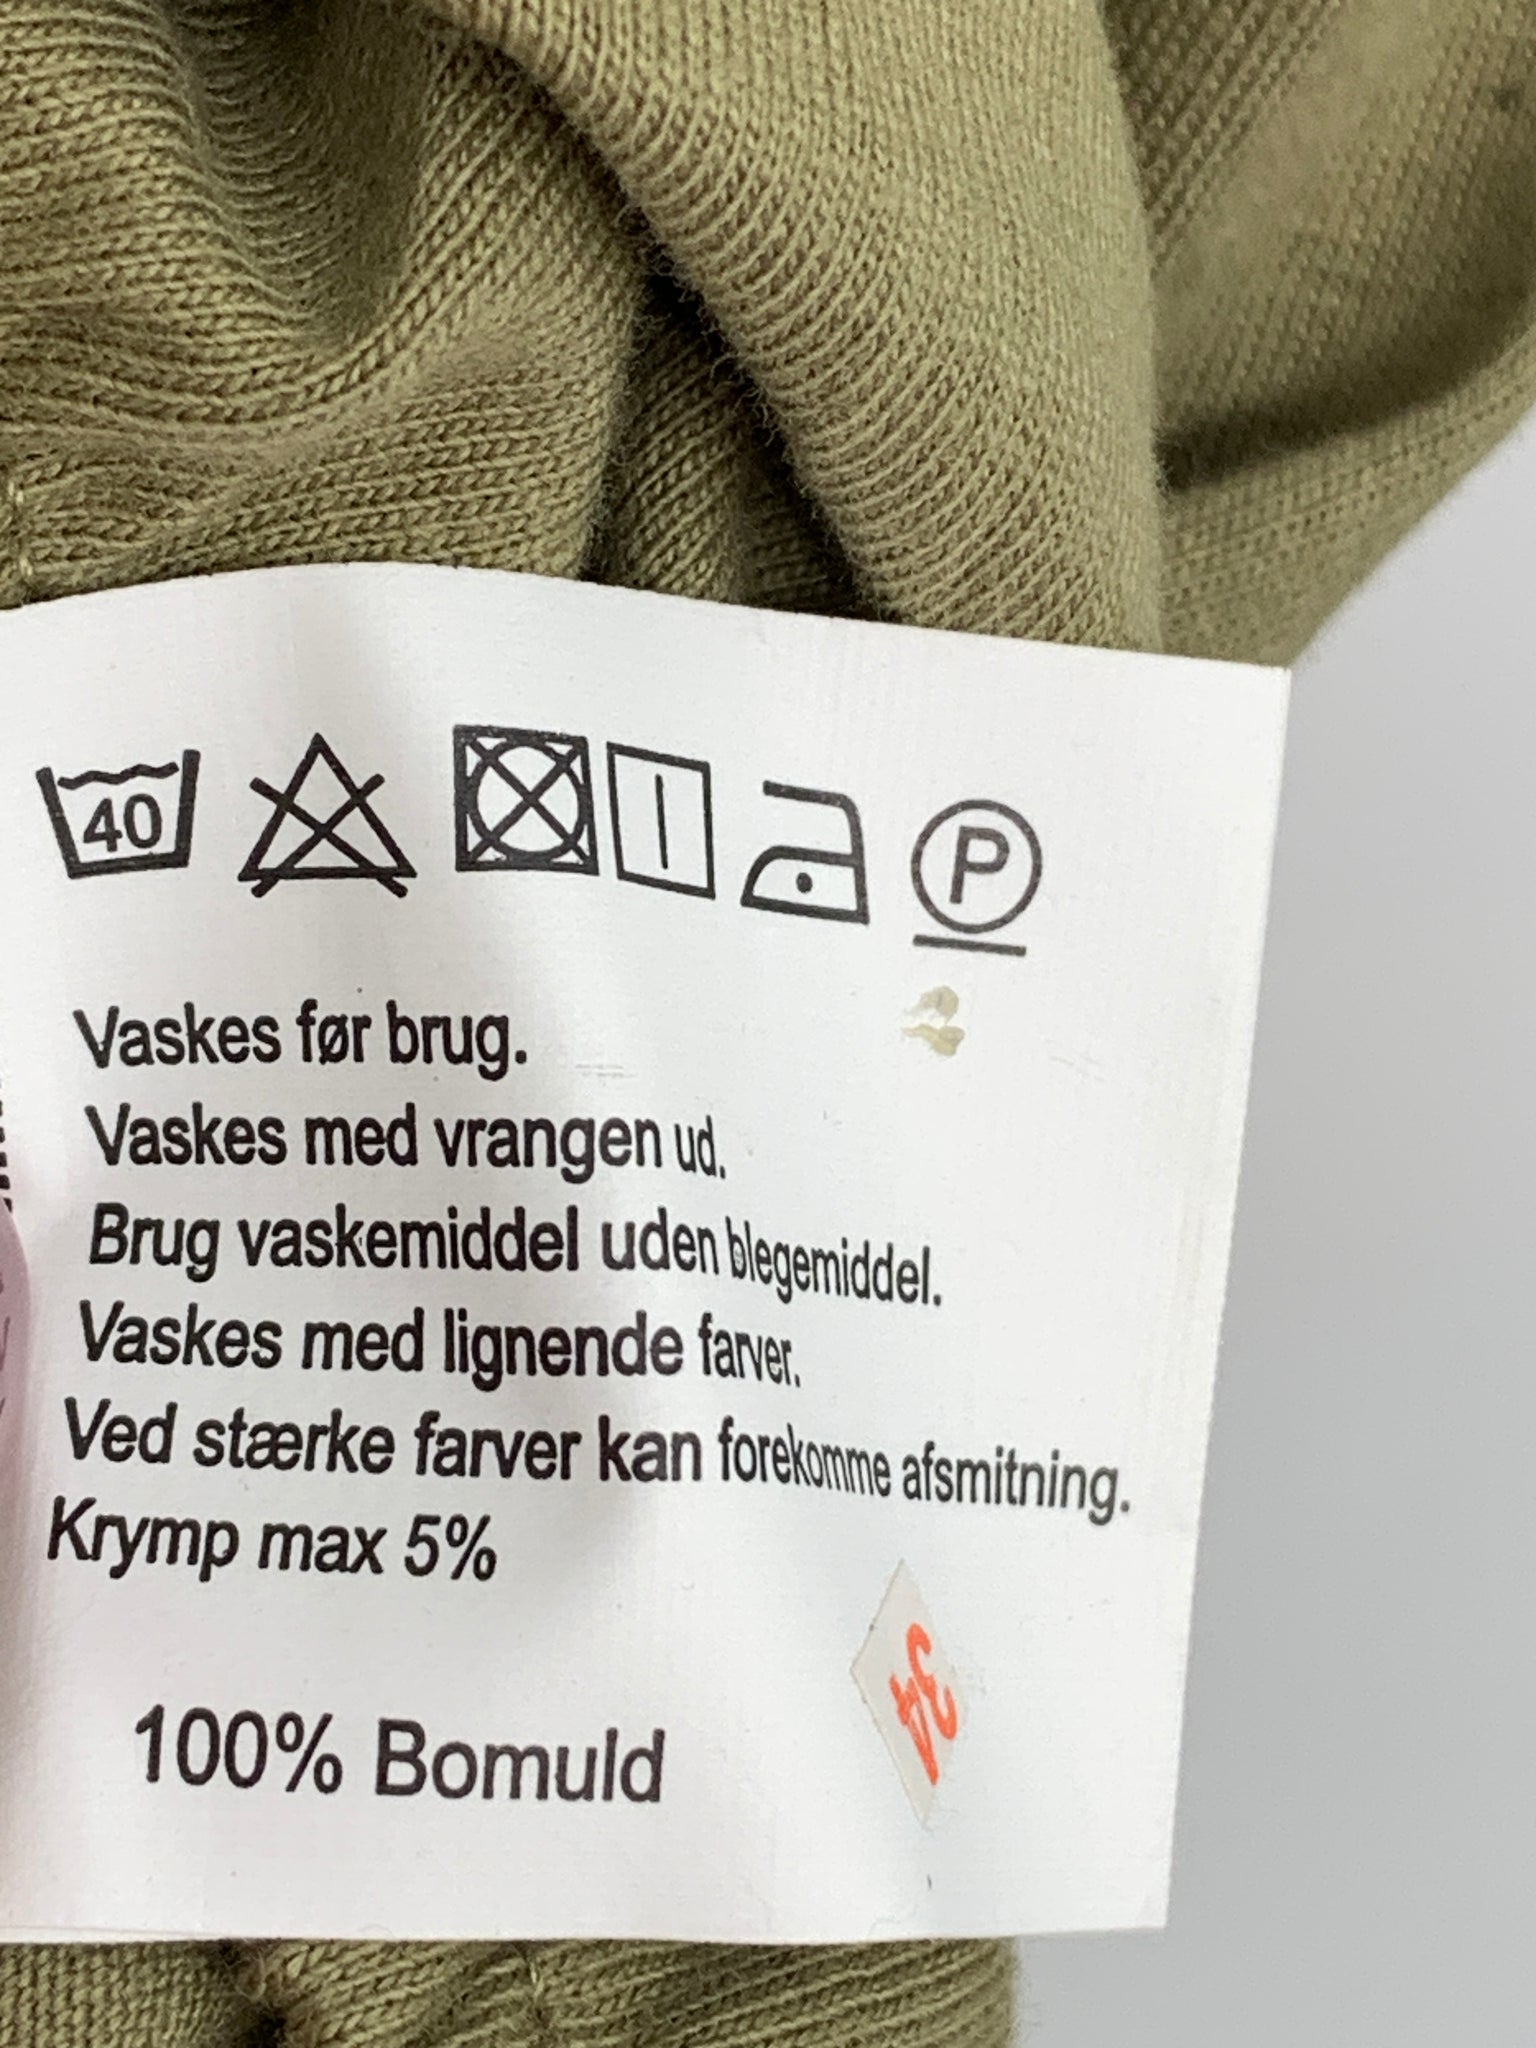 40
P
Vaskes før brug.
Vaskes med vrangen ud.
Brug vaskemiddel uden blegemiddel.
Vaskes med lignende farver.
Ved stærke farver kan forekomme afsmitning.
Krymp max 5%
100% Bomuld
34